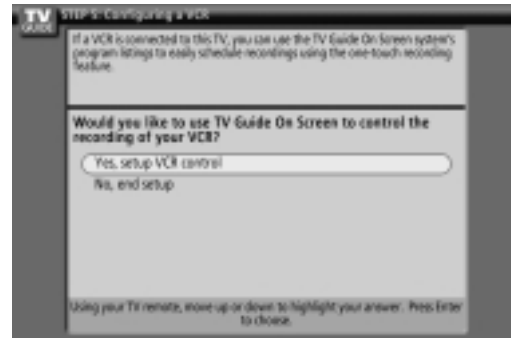 TV
GUIDE
STEP 5: Configuring a VCR
If a VCR is connected to this TV, you can use the TV Guide On Screen system's
program listings to easily schedule recordings using the one-touch recording
feature.
Would you like to use TV Guide On Screen to control the
recording of your VCR?
Yes, setup VCR control
No, end setup
Using your TV remote, move up or down to highlight your answer. Press Enter
to choose.